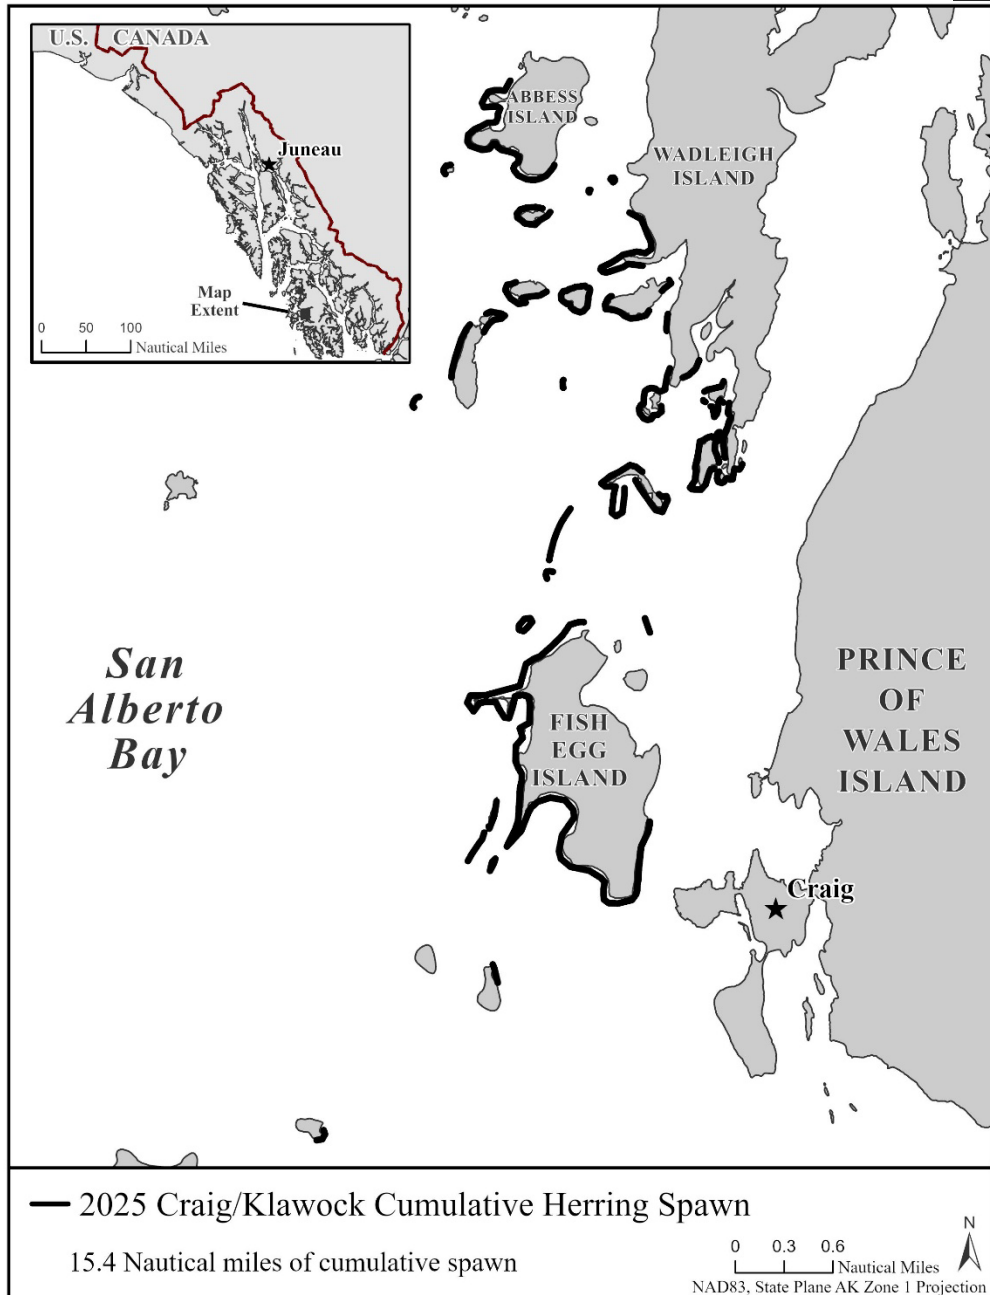 U.S. CANADA
Juneau
Map
Extent
0 50 100
Nautical Miles
ABBESS
ISLAND
WADLEIGH
ISLAND
San
Alberto
Bay
FISH
EGG
ISLAND
PRINCE
OF
WALES
ISLAND
Craig
2025 Craig/Klawock Cumulative Herring Spawn
15.4 Nautical miles of cumulative spawn
0 0.3 0.6
Nautical Miles
N
NAD83, State Plane AK Zone 1 Projection